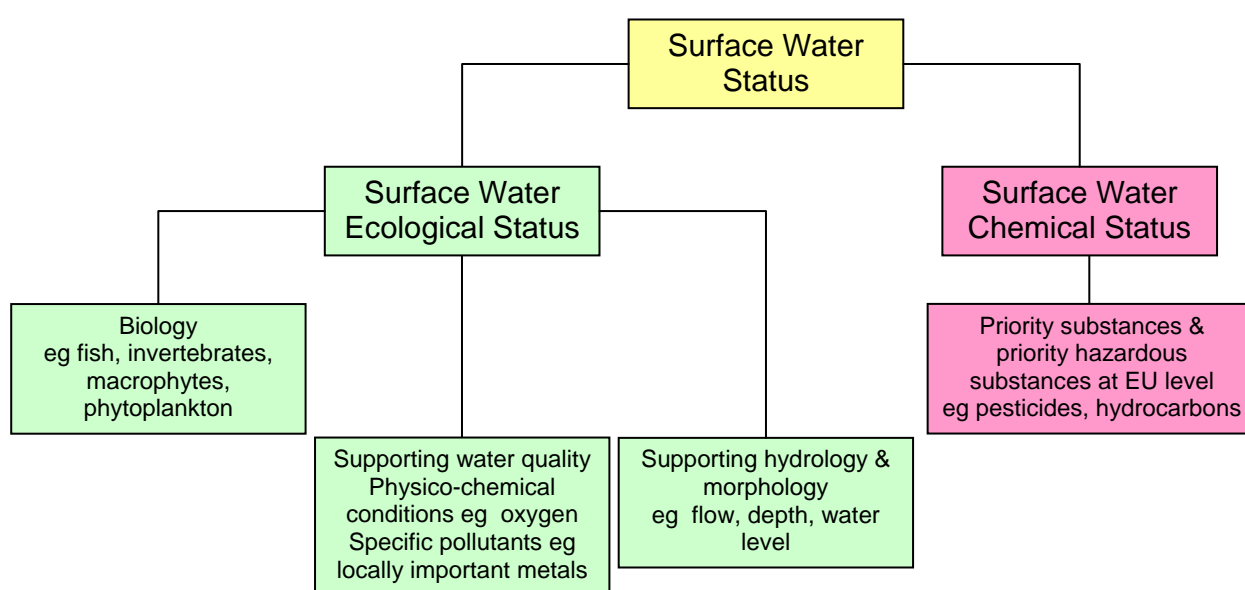 Surface Water
Status
Surface Water
Ecological Status
Surface Water
Chemical Status
Biology
eg fish, invertebrates,
macrophytes,
phytoplankton
Supporting water quality
Physico-chemical
conditions eg  oxygen
Specific pollutants eg
locally important metals
Supporting hydrology &
morphology
eg  flow, depth, water
level
Priority substances &
priority hazardous
substances at EU level
eg pesticides, hydrocarbons